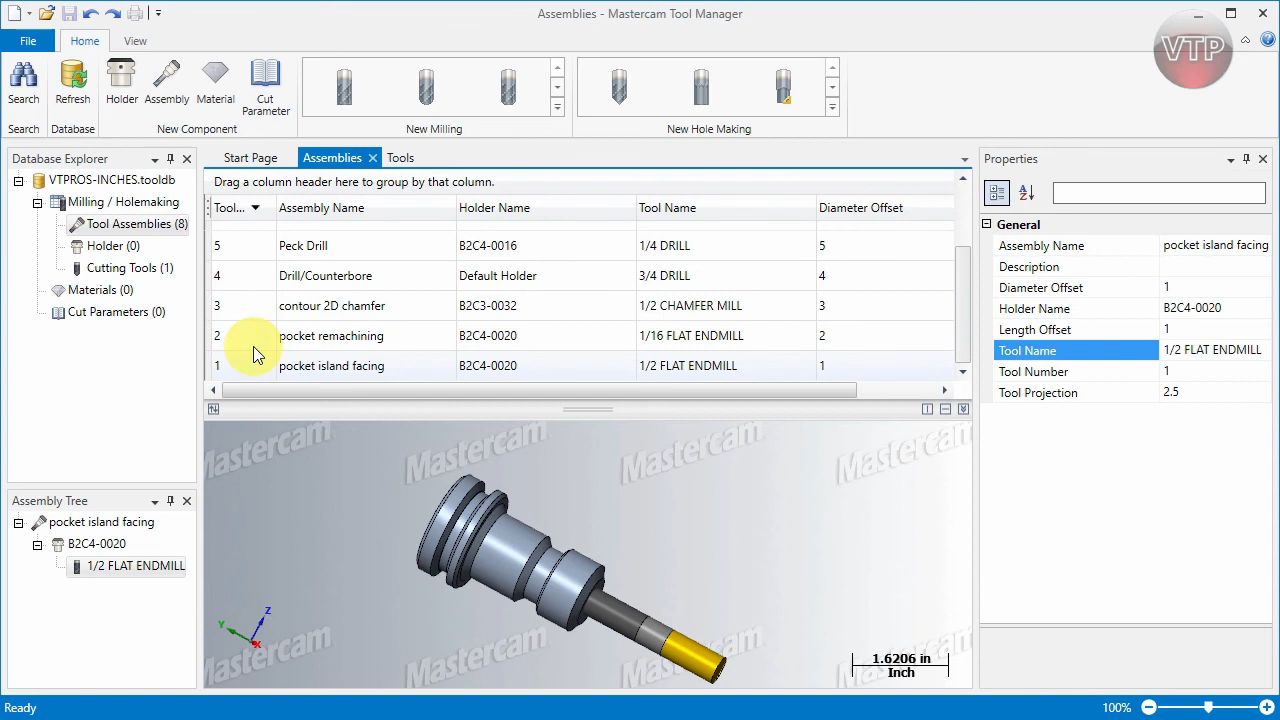 Assemblies - Mastercam Tool Manager
VTP
File Home View
Search Refresh Holder Assembly Material Cut Parameter
Search Database New Component New Milling New Hole Making
Database Explorer
VTPROS-INCHES.tooldb
Milling / Holemaking
Tool Assemblies (8)
Holder (0)
Cutting Tools (1)
Materials (0)
Cut Parameters (0)
Assembly Tree
pocket island facing
B2C4-0020
1/2 FLAT ENDMILL
Start Page Assemblies Tools
Drag a column header here to group by that column.
Tool... Assembly Name Holder Name Tool Name Diameter Offset
5 Peck Drill B2C4-0016 1/4 DRILL 5
4 Drill/Counterbore Default Holder 3/4 DRILL 4
3 contour 2D chamfer B2C3-0032 1/2 CHAMFER MILL 3
2 pocket remachining B2C4-0020 1/16 FLAT ENDMILL 2
1 pocket island facing B2C4-0020 1/2 FLAT ENDMILL 1
Mastercam Mastercam Mastercam Mastercam
Mastercam Mastercam Mastercam Mastercam
Z
Y
X
1.6206 in
Inch
Properties
A
Z
General
Assembly Name pocket island facing
Description
Diameter Offset 1
Holder Name B2C4-0020
Length Offset 1
Tool Name 1/2 FLAT ENDMILL
Tool Number 1
Tool Projection 2.5
Ready 100%